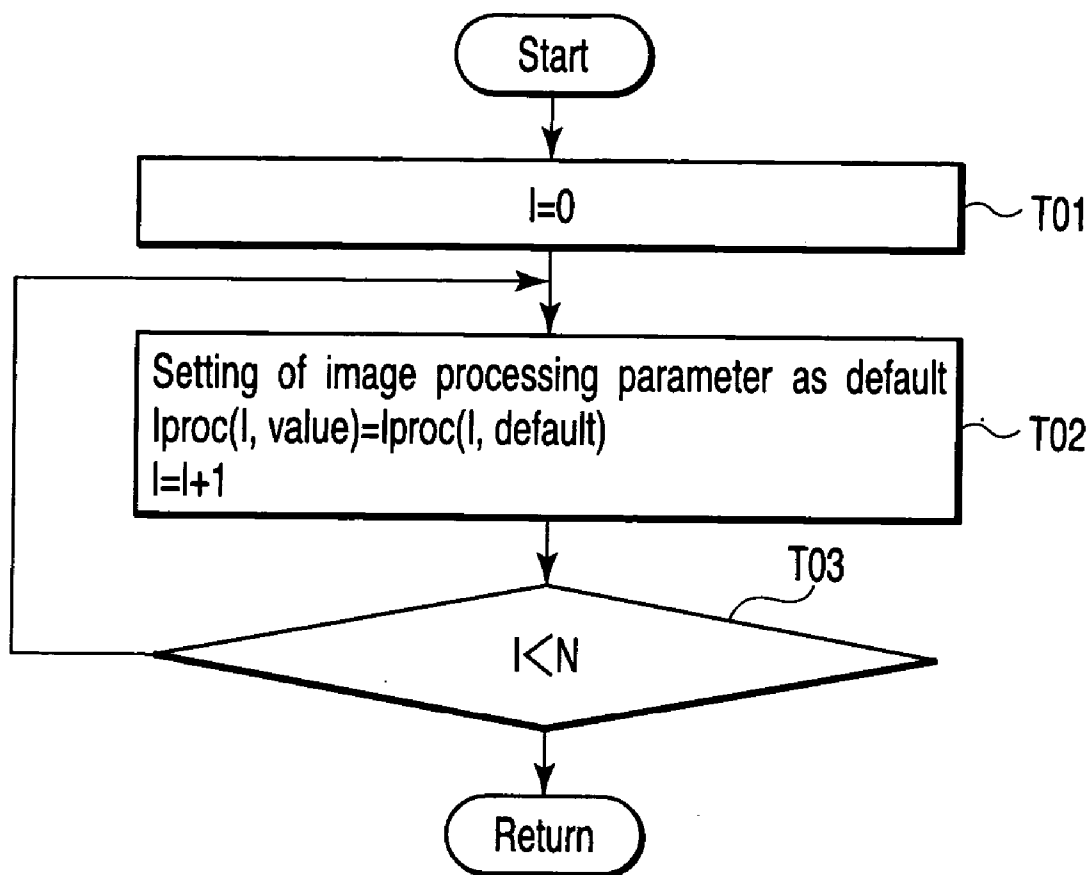 Start
I=0
T01
Setting of image processing parameter as default
Iproc(I, value)=Iproc(I, default)
I=I+1
T02
T03
I<N
Return